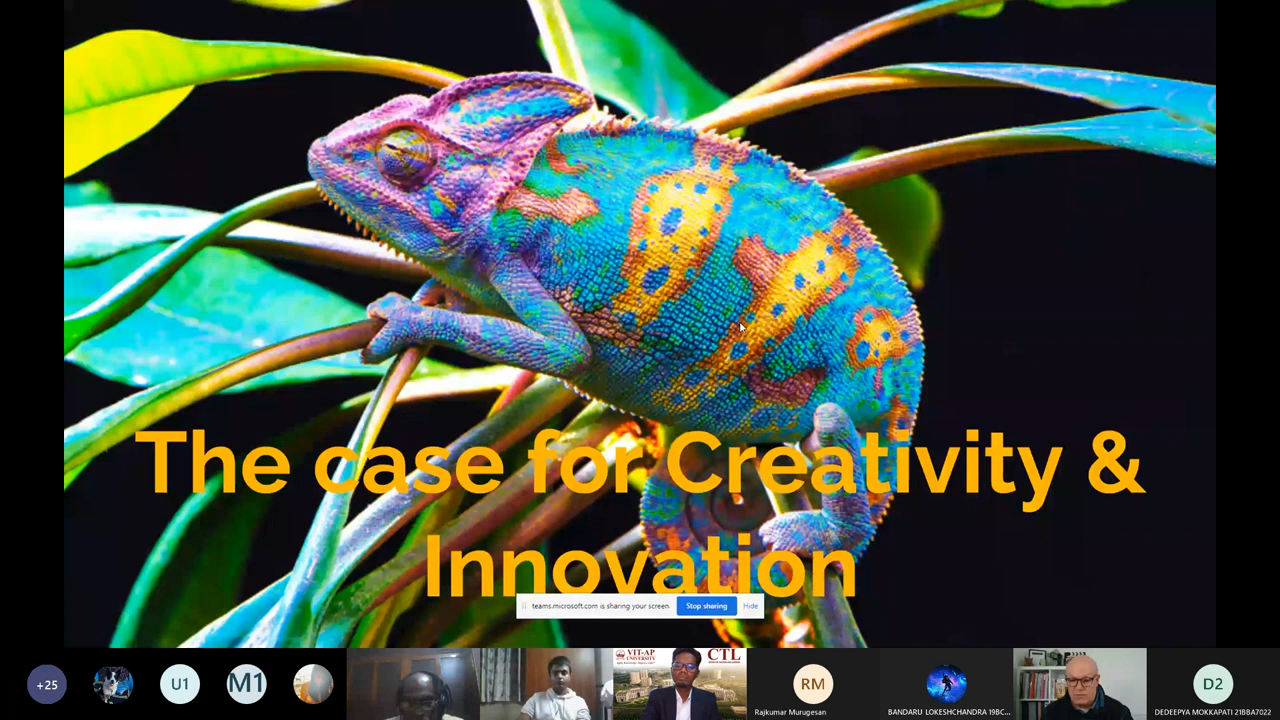 The case for Creativity &
Innovation
teams.microsoft.com is sharing your screen.
Stop sharing
Hide
+25
U1
M1
VIT-AP
UNIVERSITY
CTL
RM
Rajkumar Murugesan
BANDARU LOKESHCHANDRA 19BC...
D2
DEDEEPYA MOKKAPATI 21BBA7022